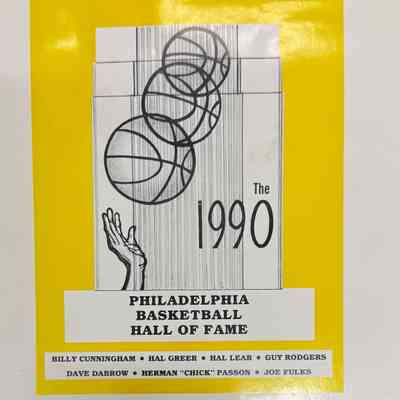 The
1990
PHILADELPHIA
BASKETBALL
HALL OF FAME
BILLY CUNNINGHAM • HAL GREER • HAL LEAR • GUY RODGERS
DAVE DABROW • HERMAN "CHICK" PASSON • JOE FULKS